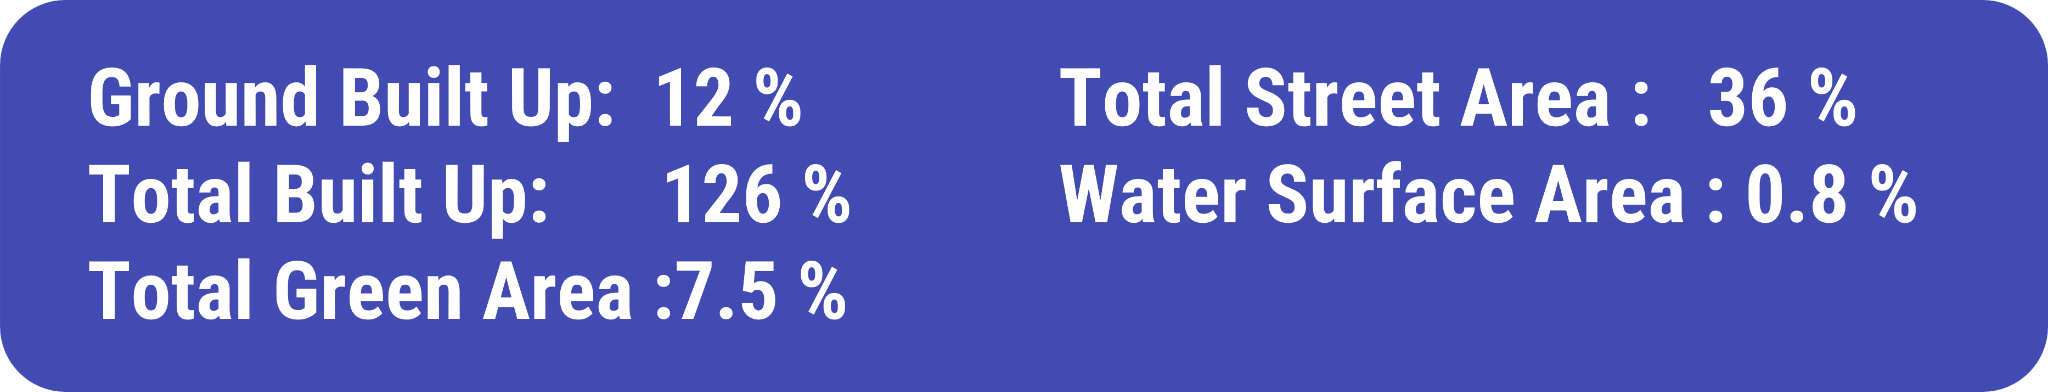 Ground Built Up: 12 %
Total Built Up: 126 %
Total Green Area :7.5 %
Total Street Area : 36 %
Water Surface Area : 0.8 %